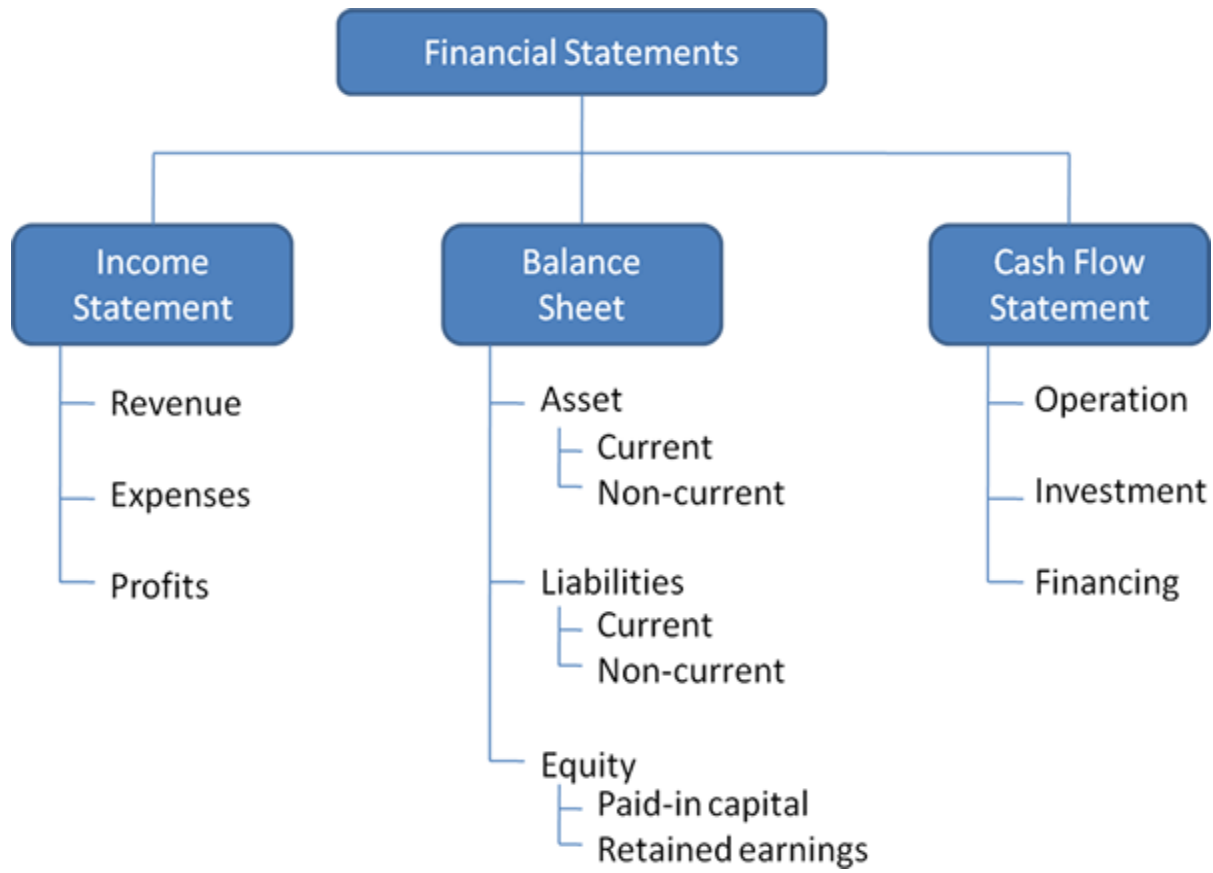 Financial Statements
Income
Statement
Revenue
Expenses
Profits
Balance
Sheet
Asset
Current
Non-current
Liabilities
Current
Non-current
Equity
Paid-in capital
Retained earnings
Cash Flow
Statement
Operation
Investment
Financing